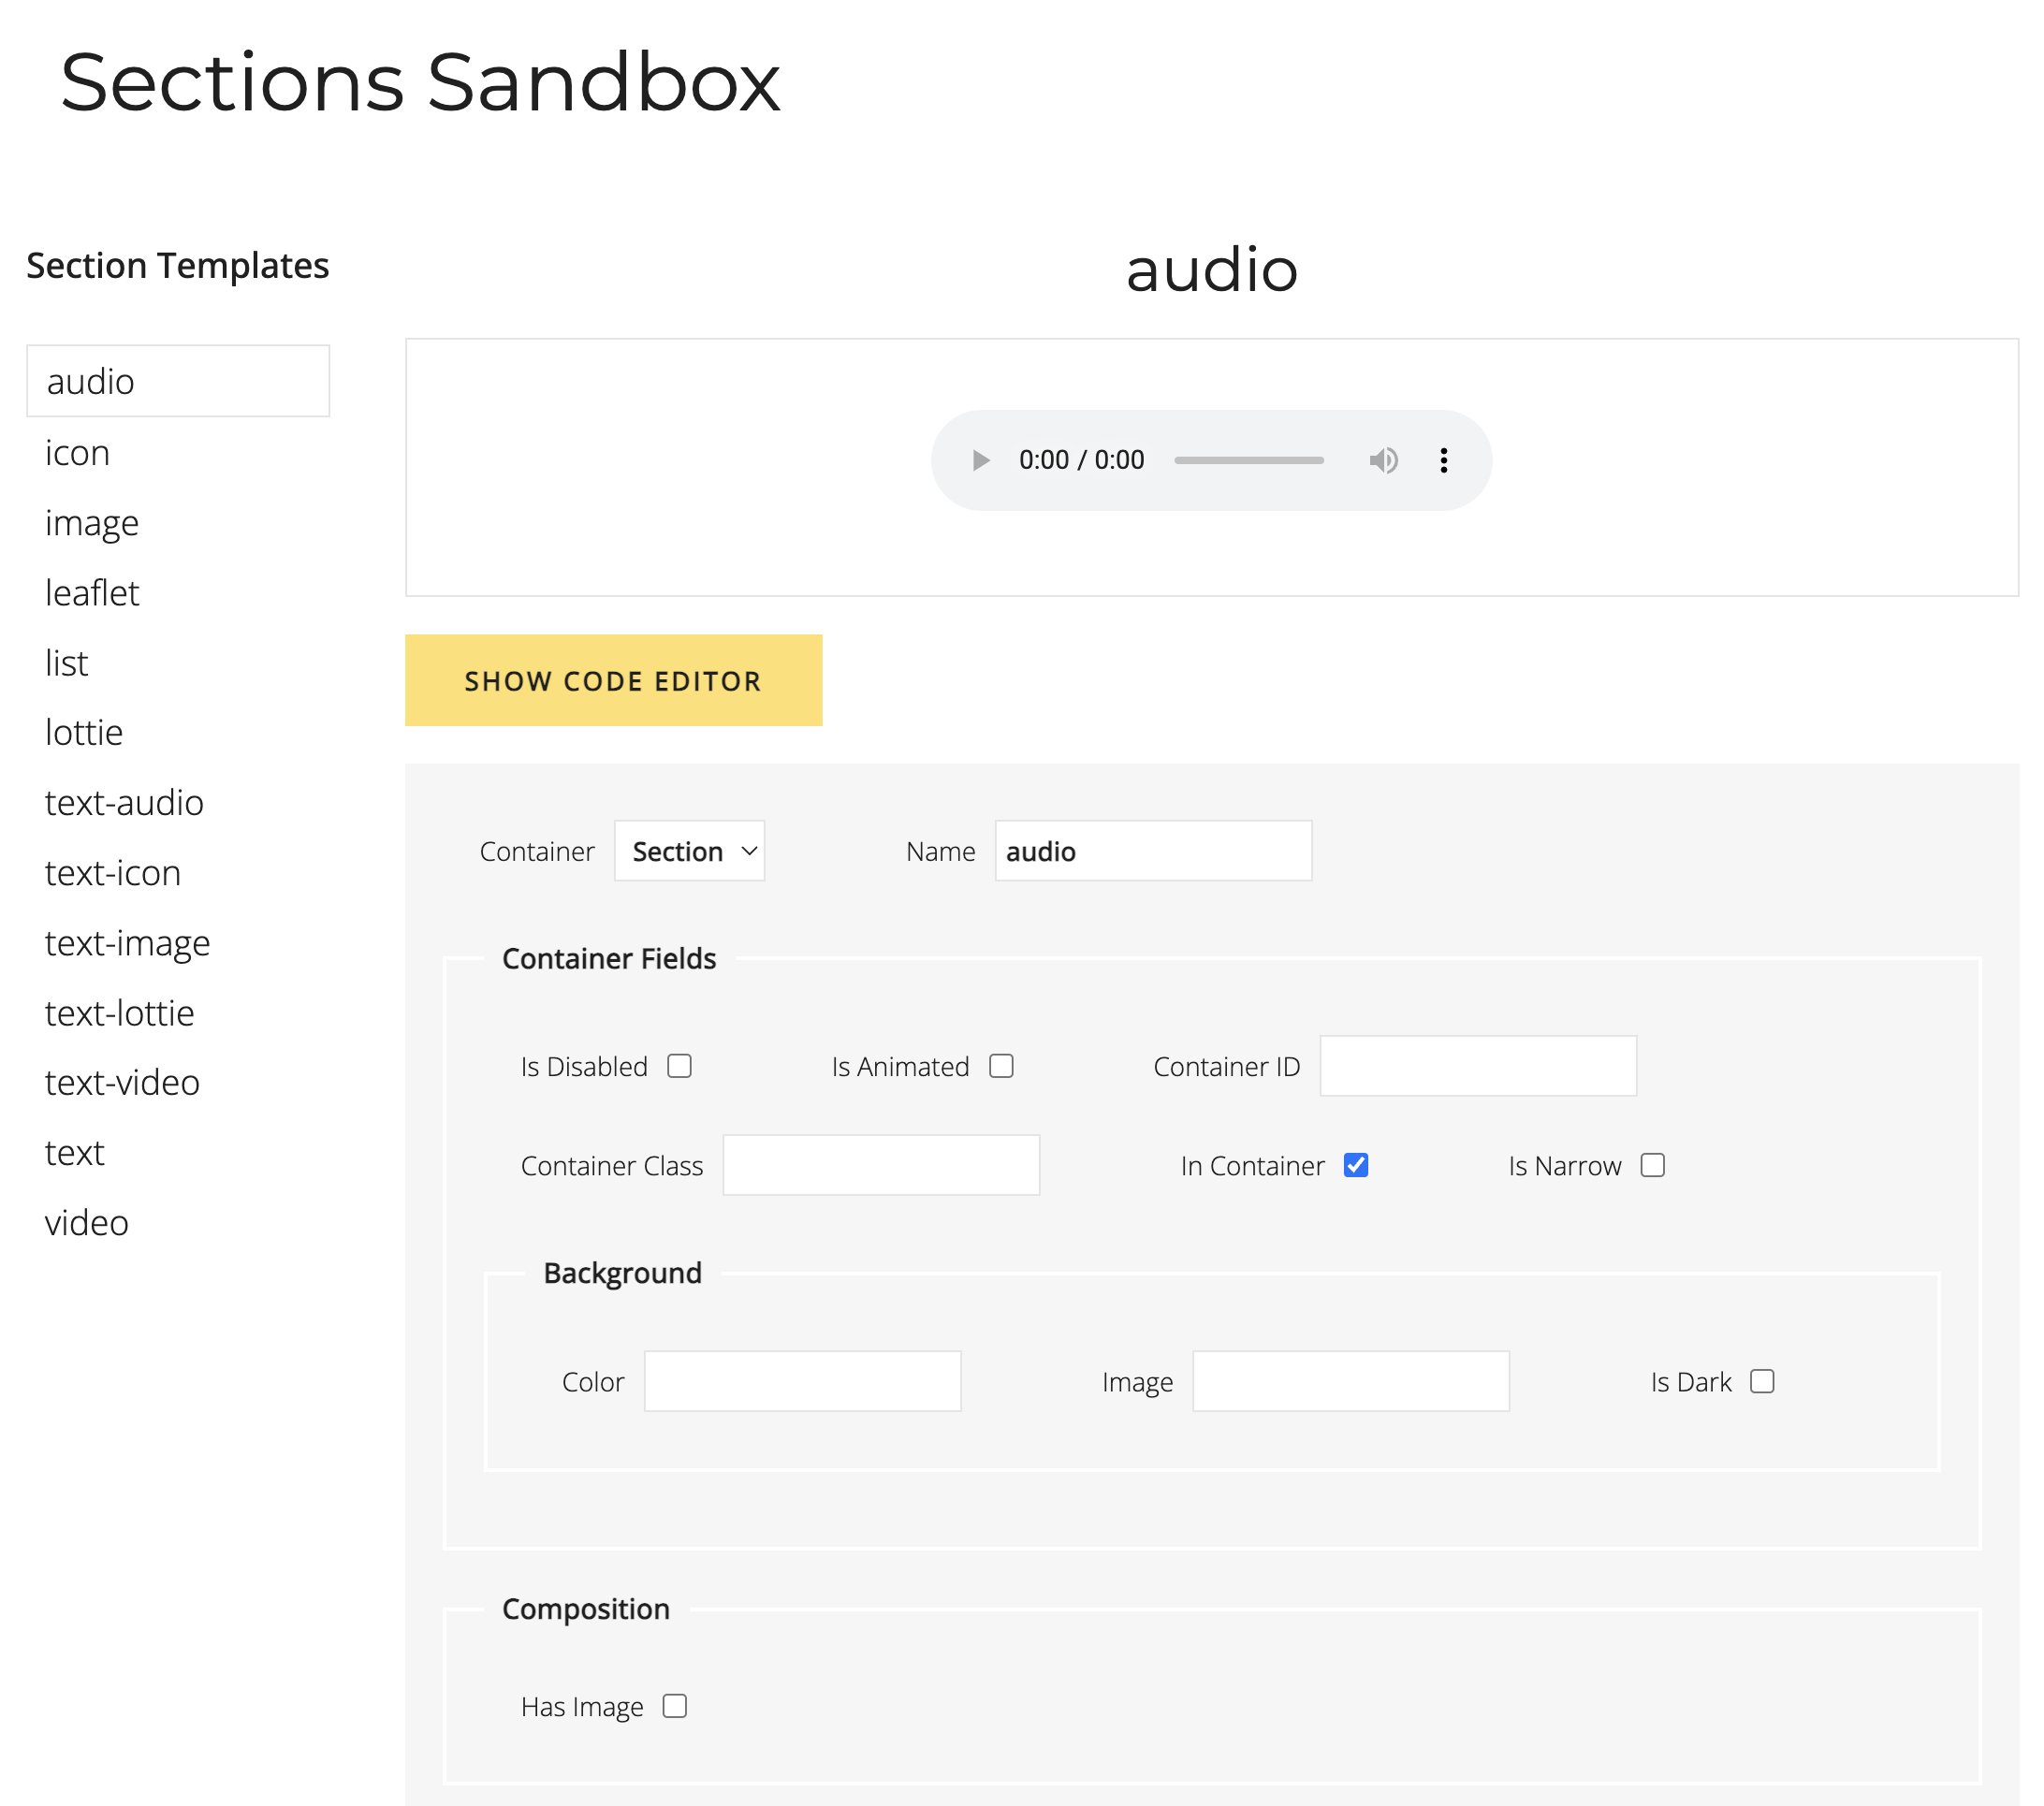 Sections Sandbox
Section Templates
audio
icon
image
leaflet
list
lottie
text-audio
text-icon
text-image
text-lottie
text-video
text
video
audio
0:00 / 0:00
SHOW CODE EDITOR
Container Section Name audio
Container Fields
Is Disabled Is Animated Container ID
Container Class In Container Is Narrow
Background
Color Image Is Dark
Composition
Has Image